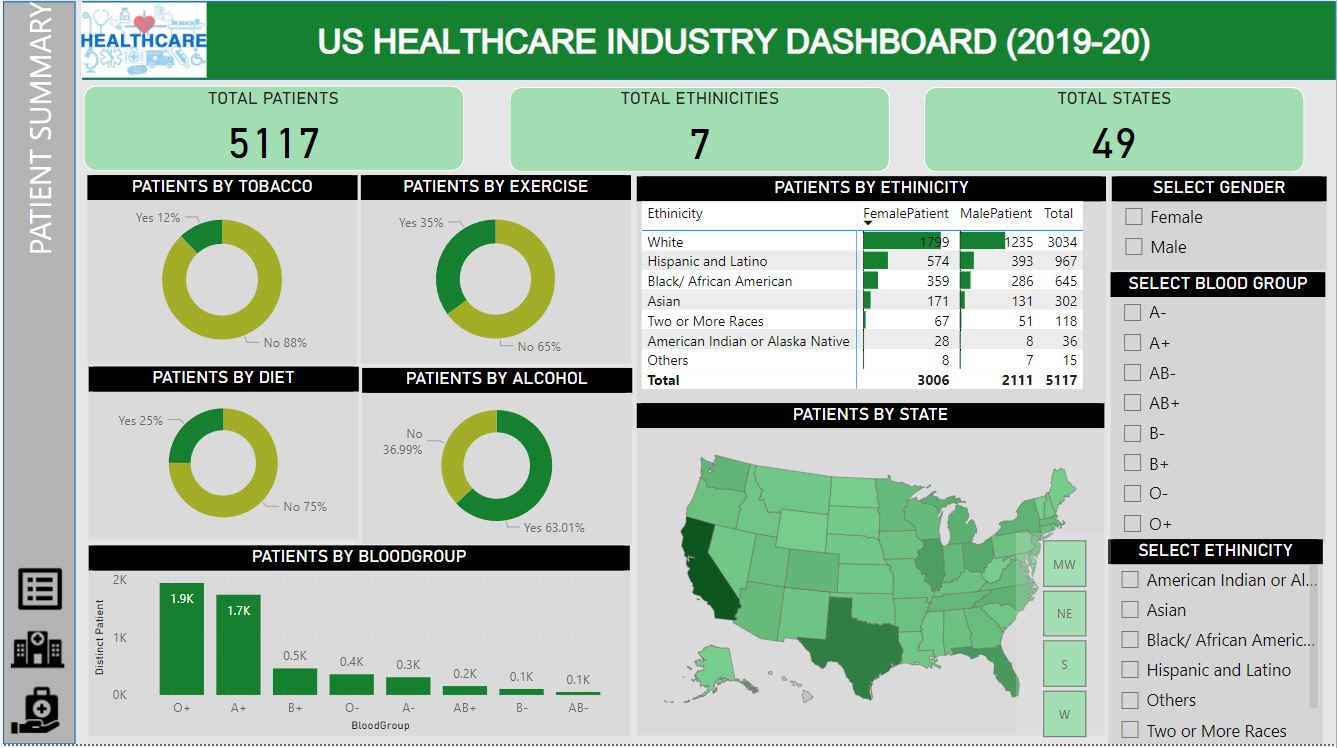 PATIENT SUMMARY
HEALTHCARE
US HEALTHCARE INDUSTRY DASHBOARD (2019-20)
TOTAL PATIENTS
5117
TOTAL ETHINICITIES
7
TOTAL STATES
49
PATIENTS BY TOBACCO
Yes 12%
No 88%
PATIENTS BY EXERCISE
Yes 35%
No 65%
PATIENTS BY DIET
Yes 25%
No 75%
PATIENTS BY ALCOHOL
No
36.99%
Yes 63.01%
PATIENTS BY BLOODGROUP
Distinct Patient
2K
1K
0K
1.9K
1.7K
0.5K
0.4K
0.3K
0.2K
0.1K
0.1K
O+ A+ B+ O- A- AB+ B- AB-
BloodGroup
PATIENTS BY ETHINICITY
Ethinicity FemalePatient MalePatient Total
White 1799 1235 3034
Hispanic and Latino 574 393 967
Black/ African American 359 286 645
Asian 171 131 302
Two or More Races 67 51 118
American Indian or Alaska Native 28 8 36
Others 8 7 15
Total 3006 2111 5117
PATIENTS BY STATE
MW
NE
S
W
SELECT GENDER
Female
Male
SELECT BLOOD GROUP
A-
A+
AB-
AB+
B-
B+
O-
O+
SELECT ETHINICITY
American Indian or Al...
Asian
Black/ African Americ...
Hispanic and Latino
Others
Two or More Races